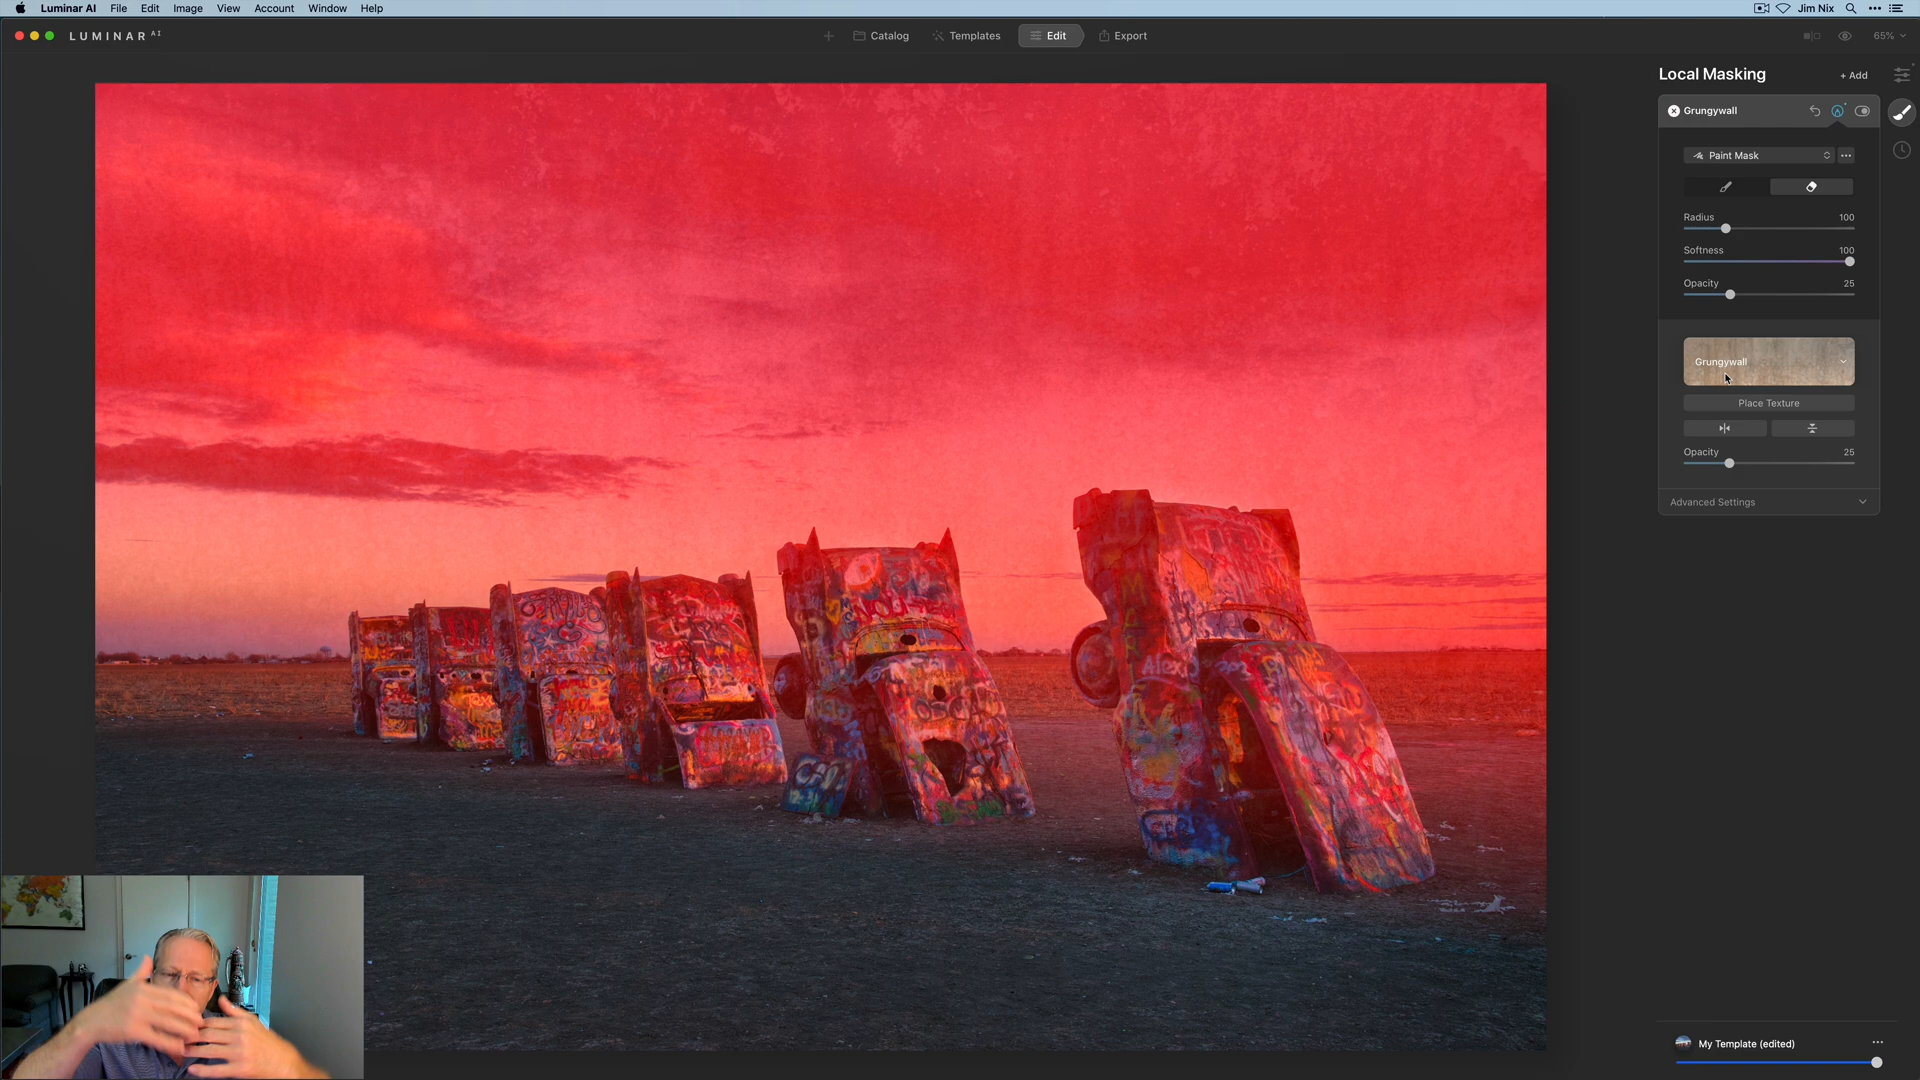 Luminar AI File Edit Image View Account Window Help Jim Nix
LUMINAR AI Catalog Templates Edit Export 65%
Local Masking + Add
Grungywall
Paint Mask
Radius 100
Softness 100
Opacity 25
Grungywall
Place Texture
Opacity 25
Advanced Settings
Alex
My Template (edited)